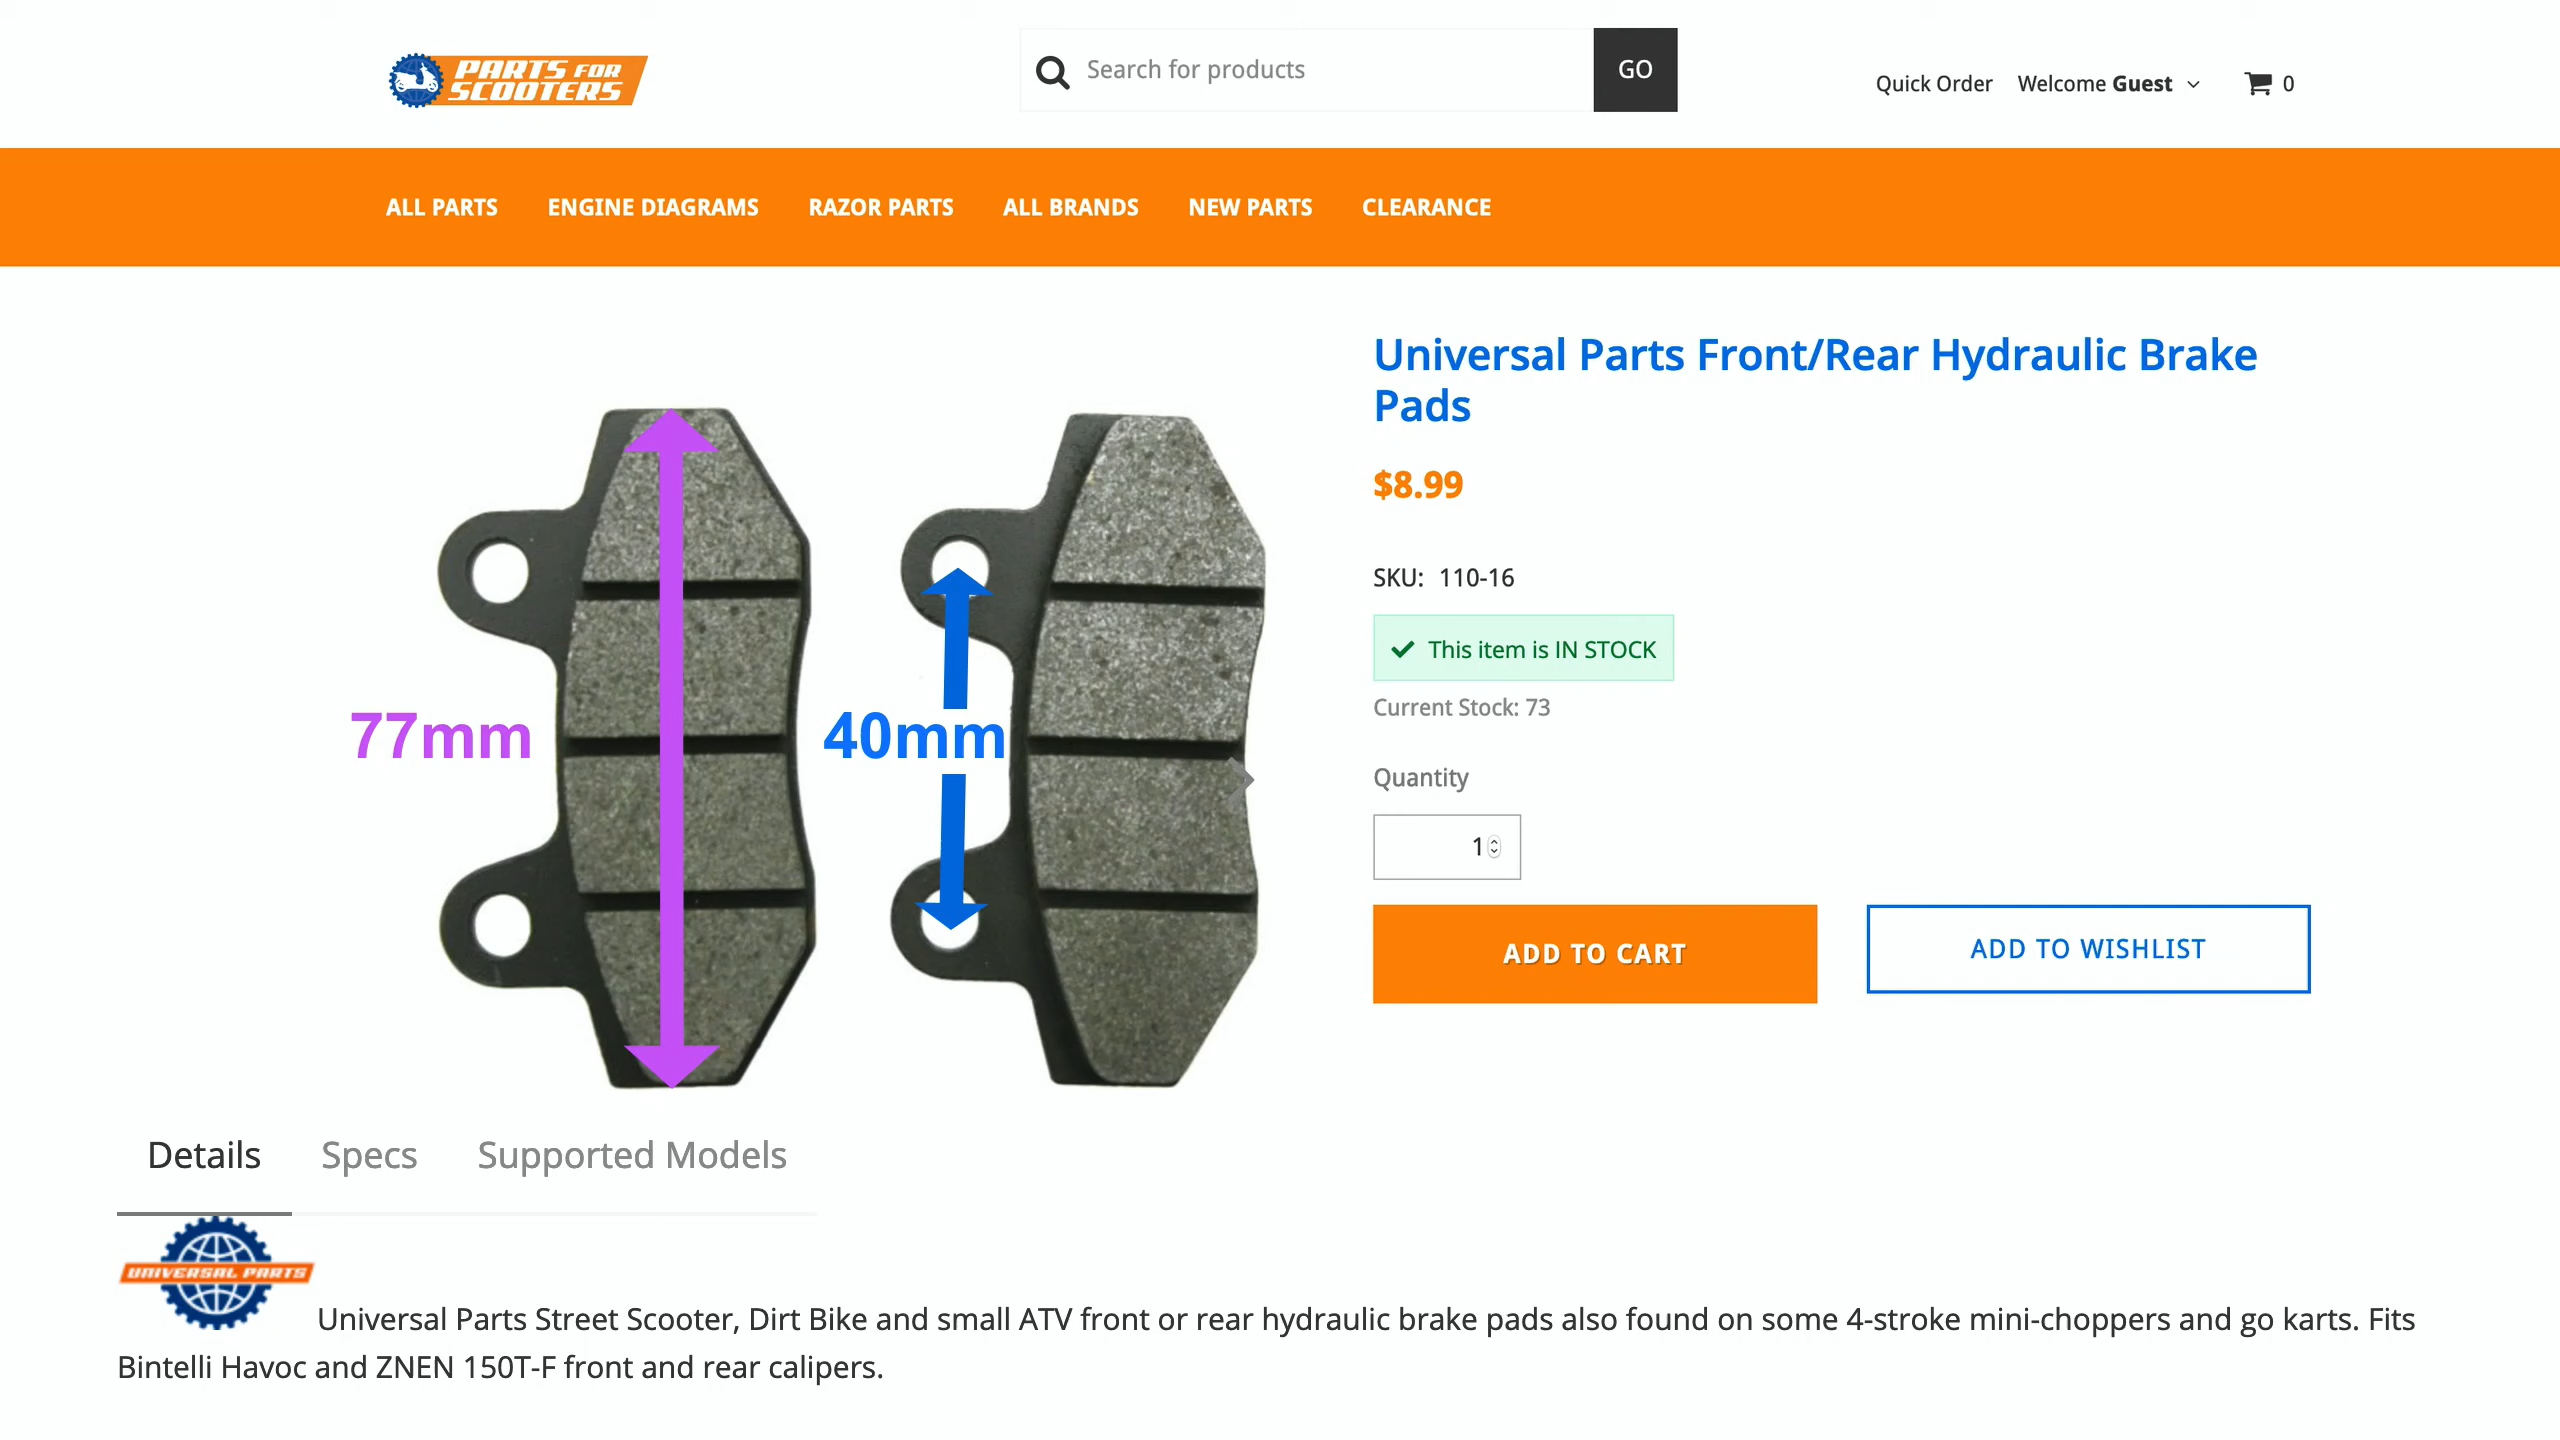 PARTS FOR
SCOOTERS
Search for products
GO
Quick Order
Welcome Guest
0
ALL PARTS
ENGINE DIAGRAMS
RAZOR PARTS
ALL BRANDS
NEW PARTS
CLEARANCE
77mm
40mm
Universal Parts Front/Rear Hydraulic Brake
Pads
$8.99
SKU: 110-16
This item is IN STOCK
Current Stock: 73
Quantity
1
ADD TO CART
ADD TO WISHLIST
Details
Specs
Supported Models
UNIVERSAL PARTS
Universal Parts Street Scooter, Dirt Bike and small ATV front or rear hydraulic brake pads also found on some 4-stroke mini-choppers and go karts. Fits
Bintelli Havoc and ZNEN 150T-F front and rear calipers.